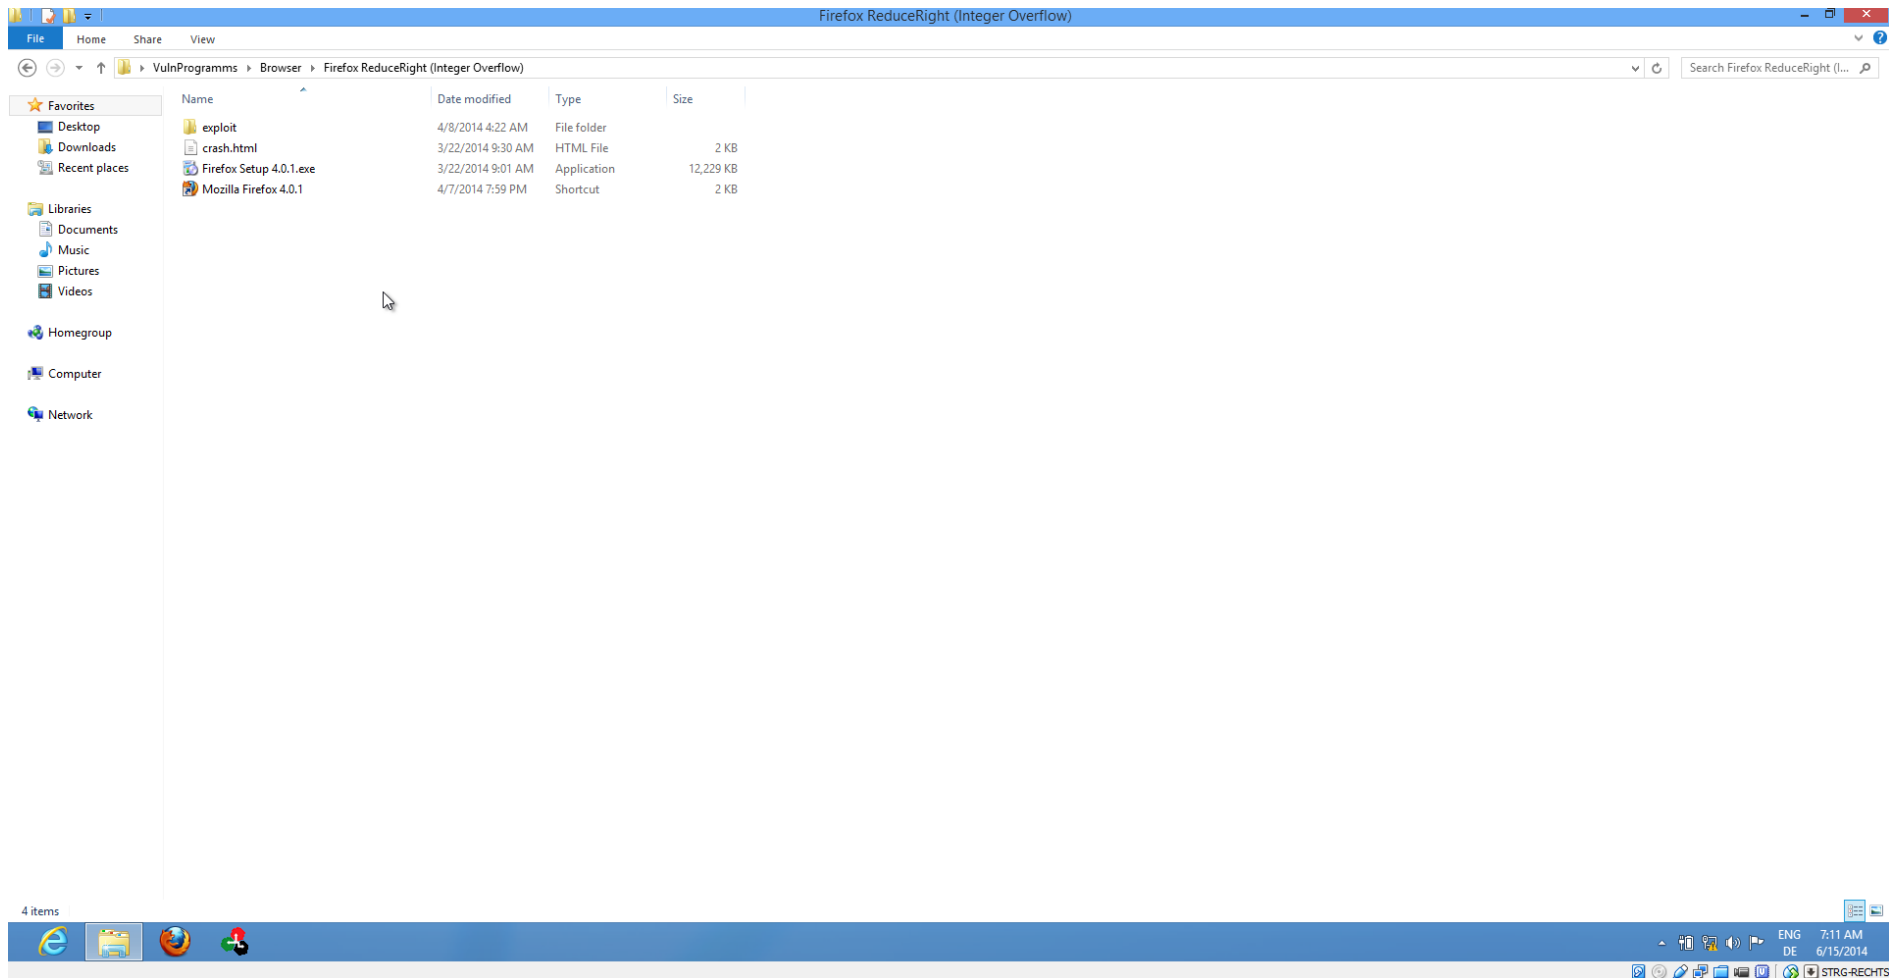 Firefox ReduceRight (Integer Overflow)
File Home Share View
VulnProgramms Browser Firefox ReduceRight (Integer Overflow) Search Firefox ReduceRight (I...
Name Date modified Type Size
Favorites
Desktop
Downloads
Recent places
Libraries
Documents
Music
Pictures
Videos
Homegroup
Computer
Network
exploit 4/8/2014 4:22 AM File folder
crash.html 3/22/2014 9:30 AM HTML File 2 KB
Firefox Setup 4.0.1.exe 3/22/2014 9:01 AM Application 12,229 KB
Mozilla Firefox 4.0.1 4/7/2014 7:59 PM Shortcut 2 KB
4 items
ENG 7:11 AM
DE 6/15/2014
STRG-RECHTS